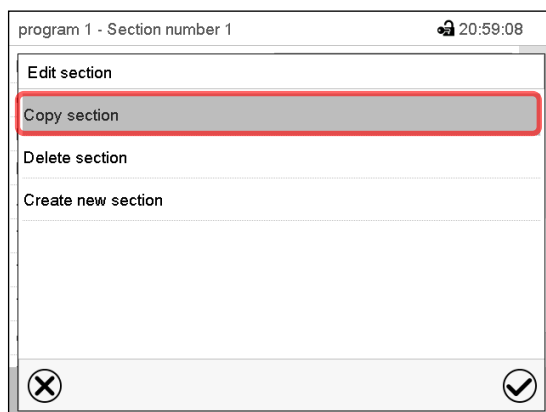 program 1 - Section number 1 20:59:08
Edit section
Copy section
Delete section
Create new section